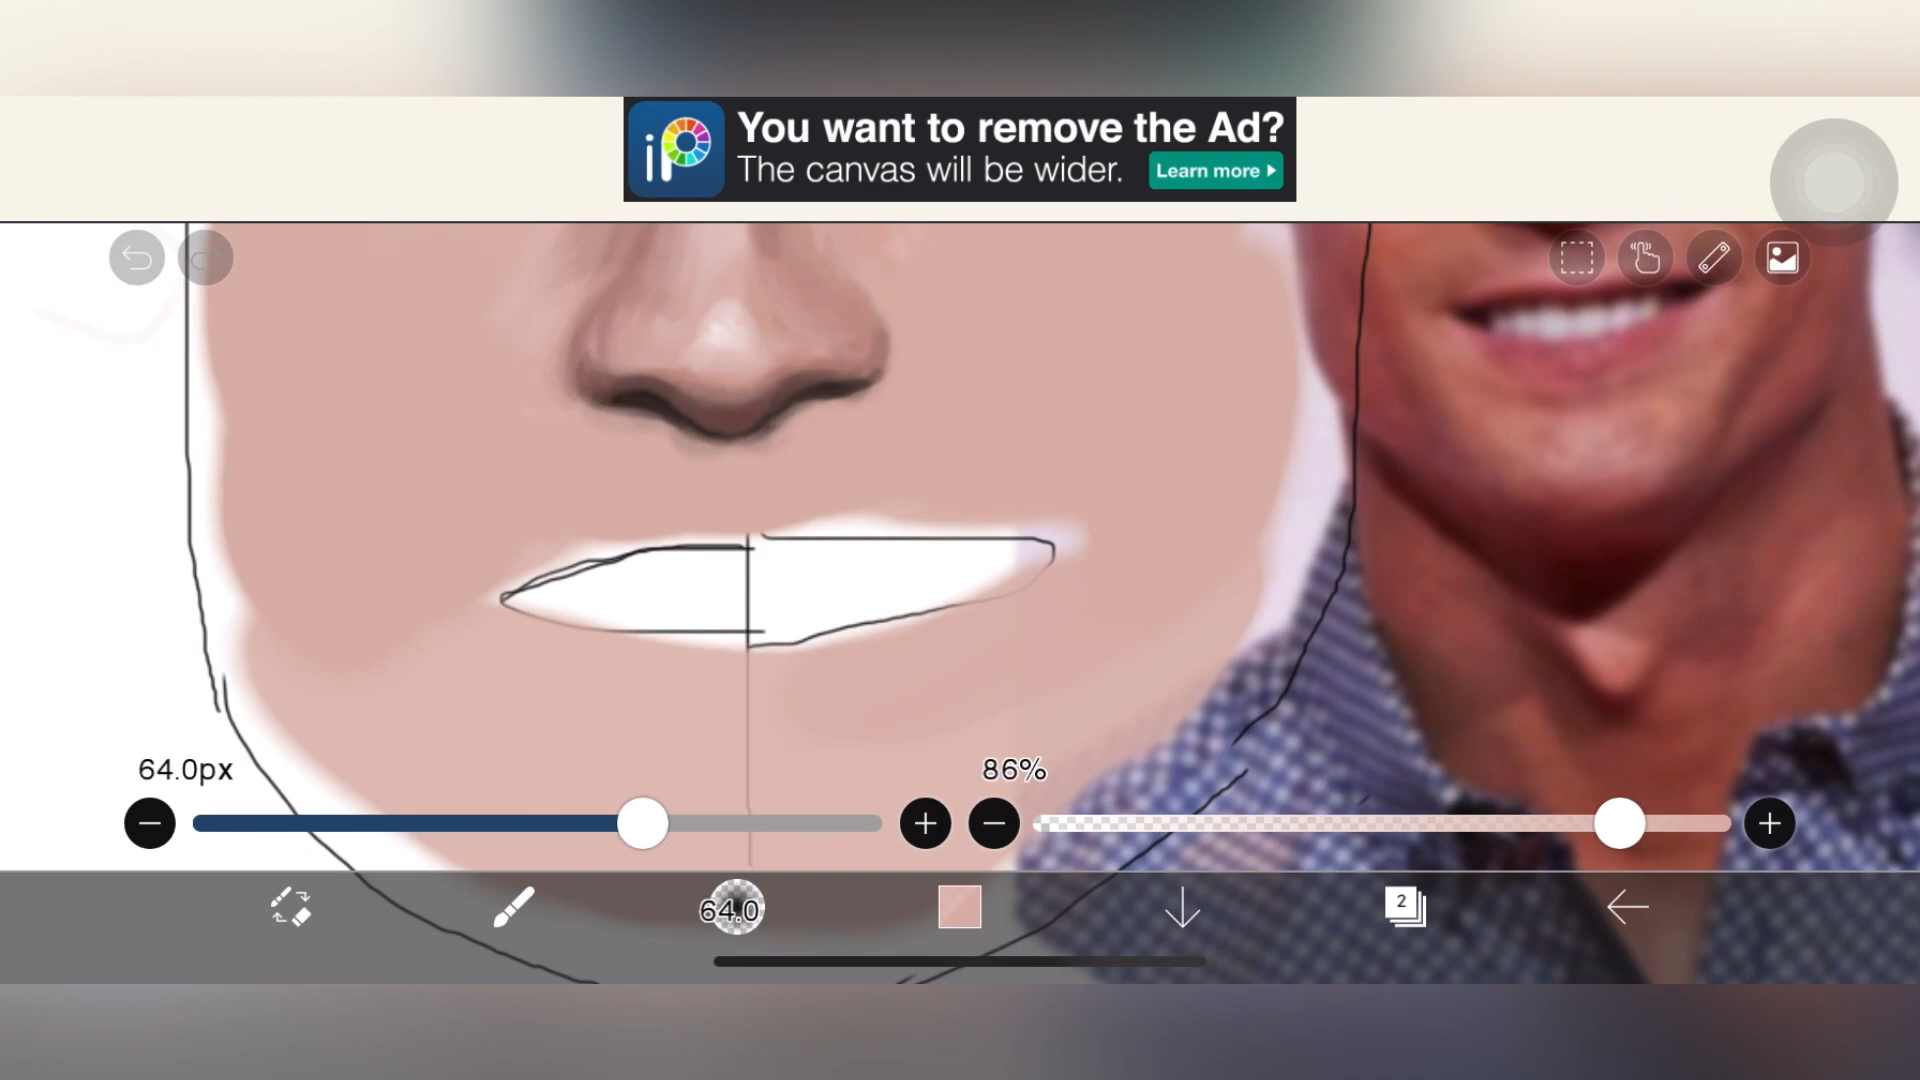 iP
You want to remove the Ad?
The canvas will be wider.
Learn more
64.0px
86%
64.0
2